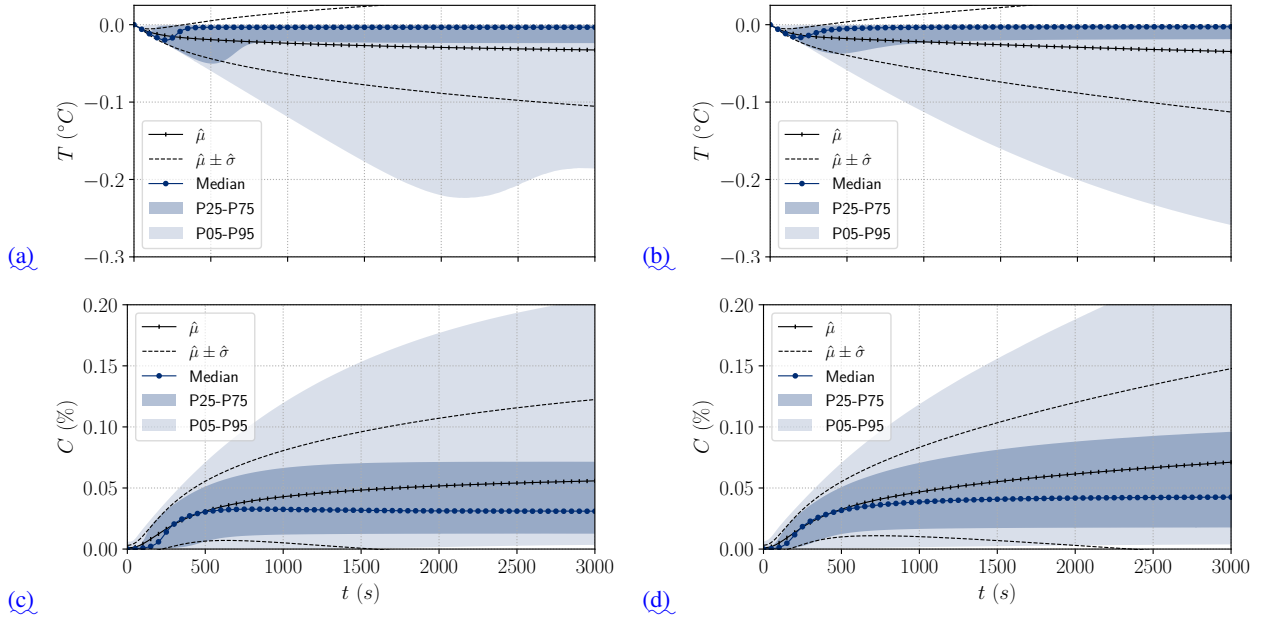 0.0
−0.1
−0.2
−0.3
T (°C)
μ̂
μ̂ ± σ̂
Median
P25-P75
P05-P95
(a)
0.0
−0.1
−0.2
−0.3
T (°C)
μ̂
μ̂ ± σ̂
Median
P25-P75
P05-P95
(b)
0.20
0.15
0.10
0.05
0.00
C (%)
μ̂
μ̂ ± σ̂
Median
P25-P75
P05-P95
0 500 1000 1500 2000 2500 3000
t (s)
(c)
0.20
0.15
0.10
0.05
0.00
C (%)
μ̂
μ̂ ± σ̂
Median
P25-P75
P05-P95
0 500 1000 1500 2000 2500 3000
t (s)
(d)